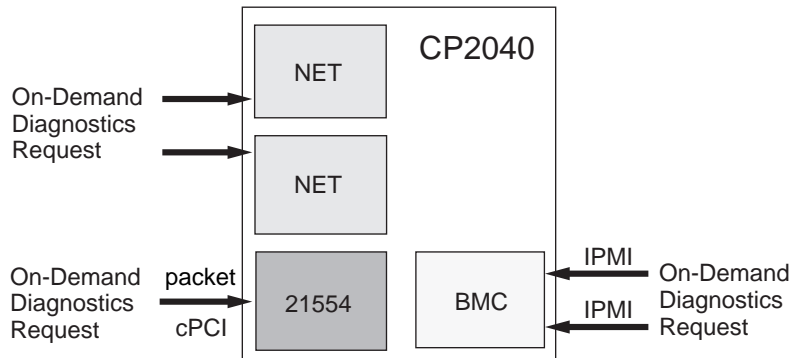 CP2040
NET
On-Demand
Diagnostics
Request
NET
On-Demand
Diagnostics
Request
packet
cPCI
21554
BMC
IPMI
IPMI
On-Demand
Diagnostics
Request